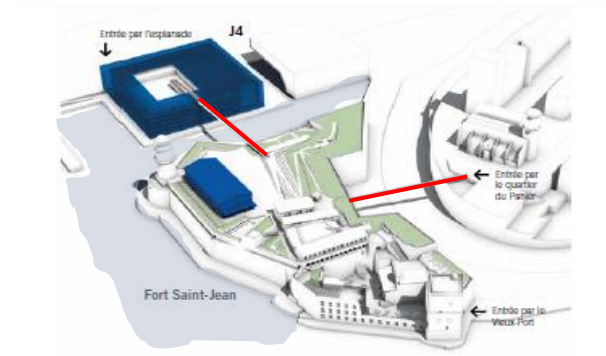 Entrée par l'esplanade
J4
Entrée par
le quartier
du Panier
Fort Saint-Jean
Entrée par le
Vieux-Port